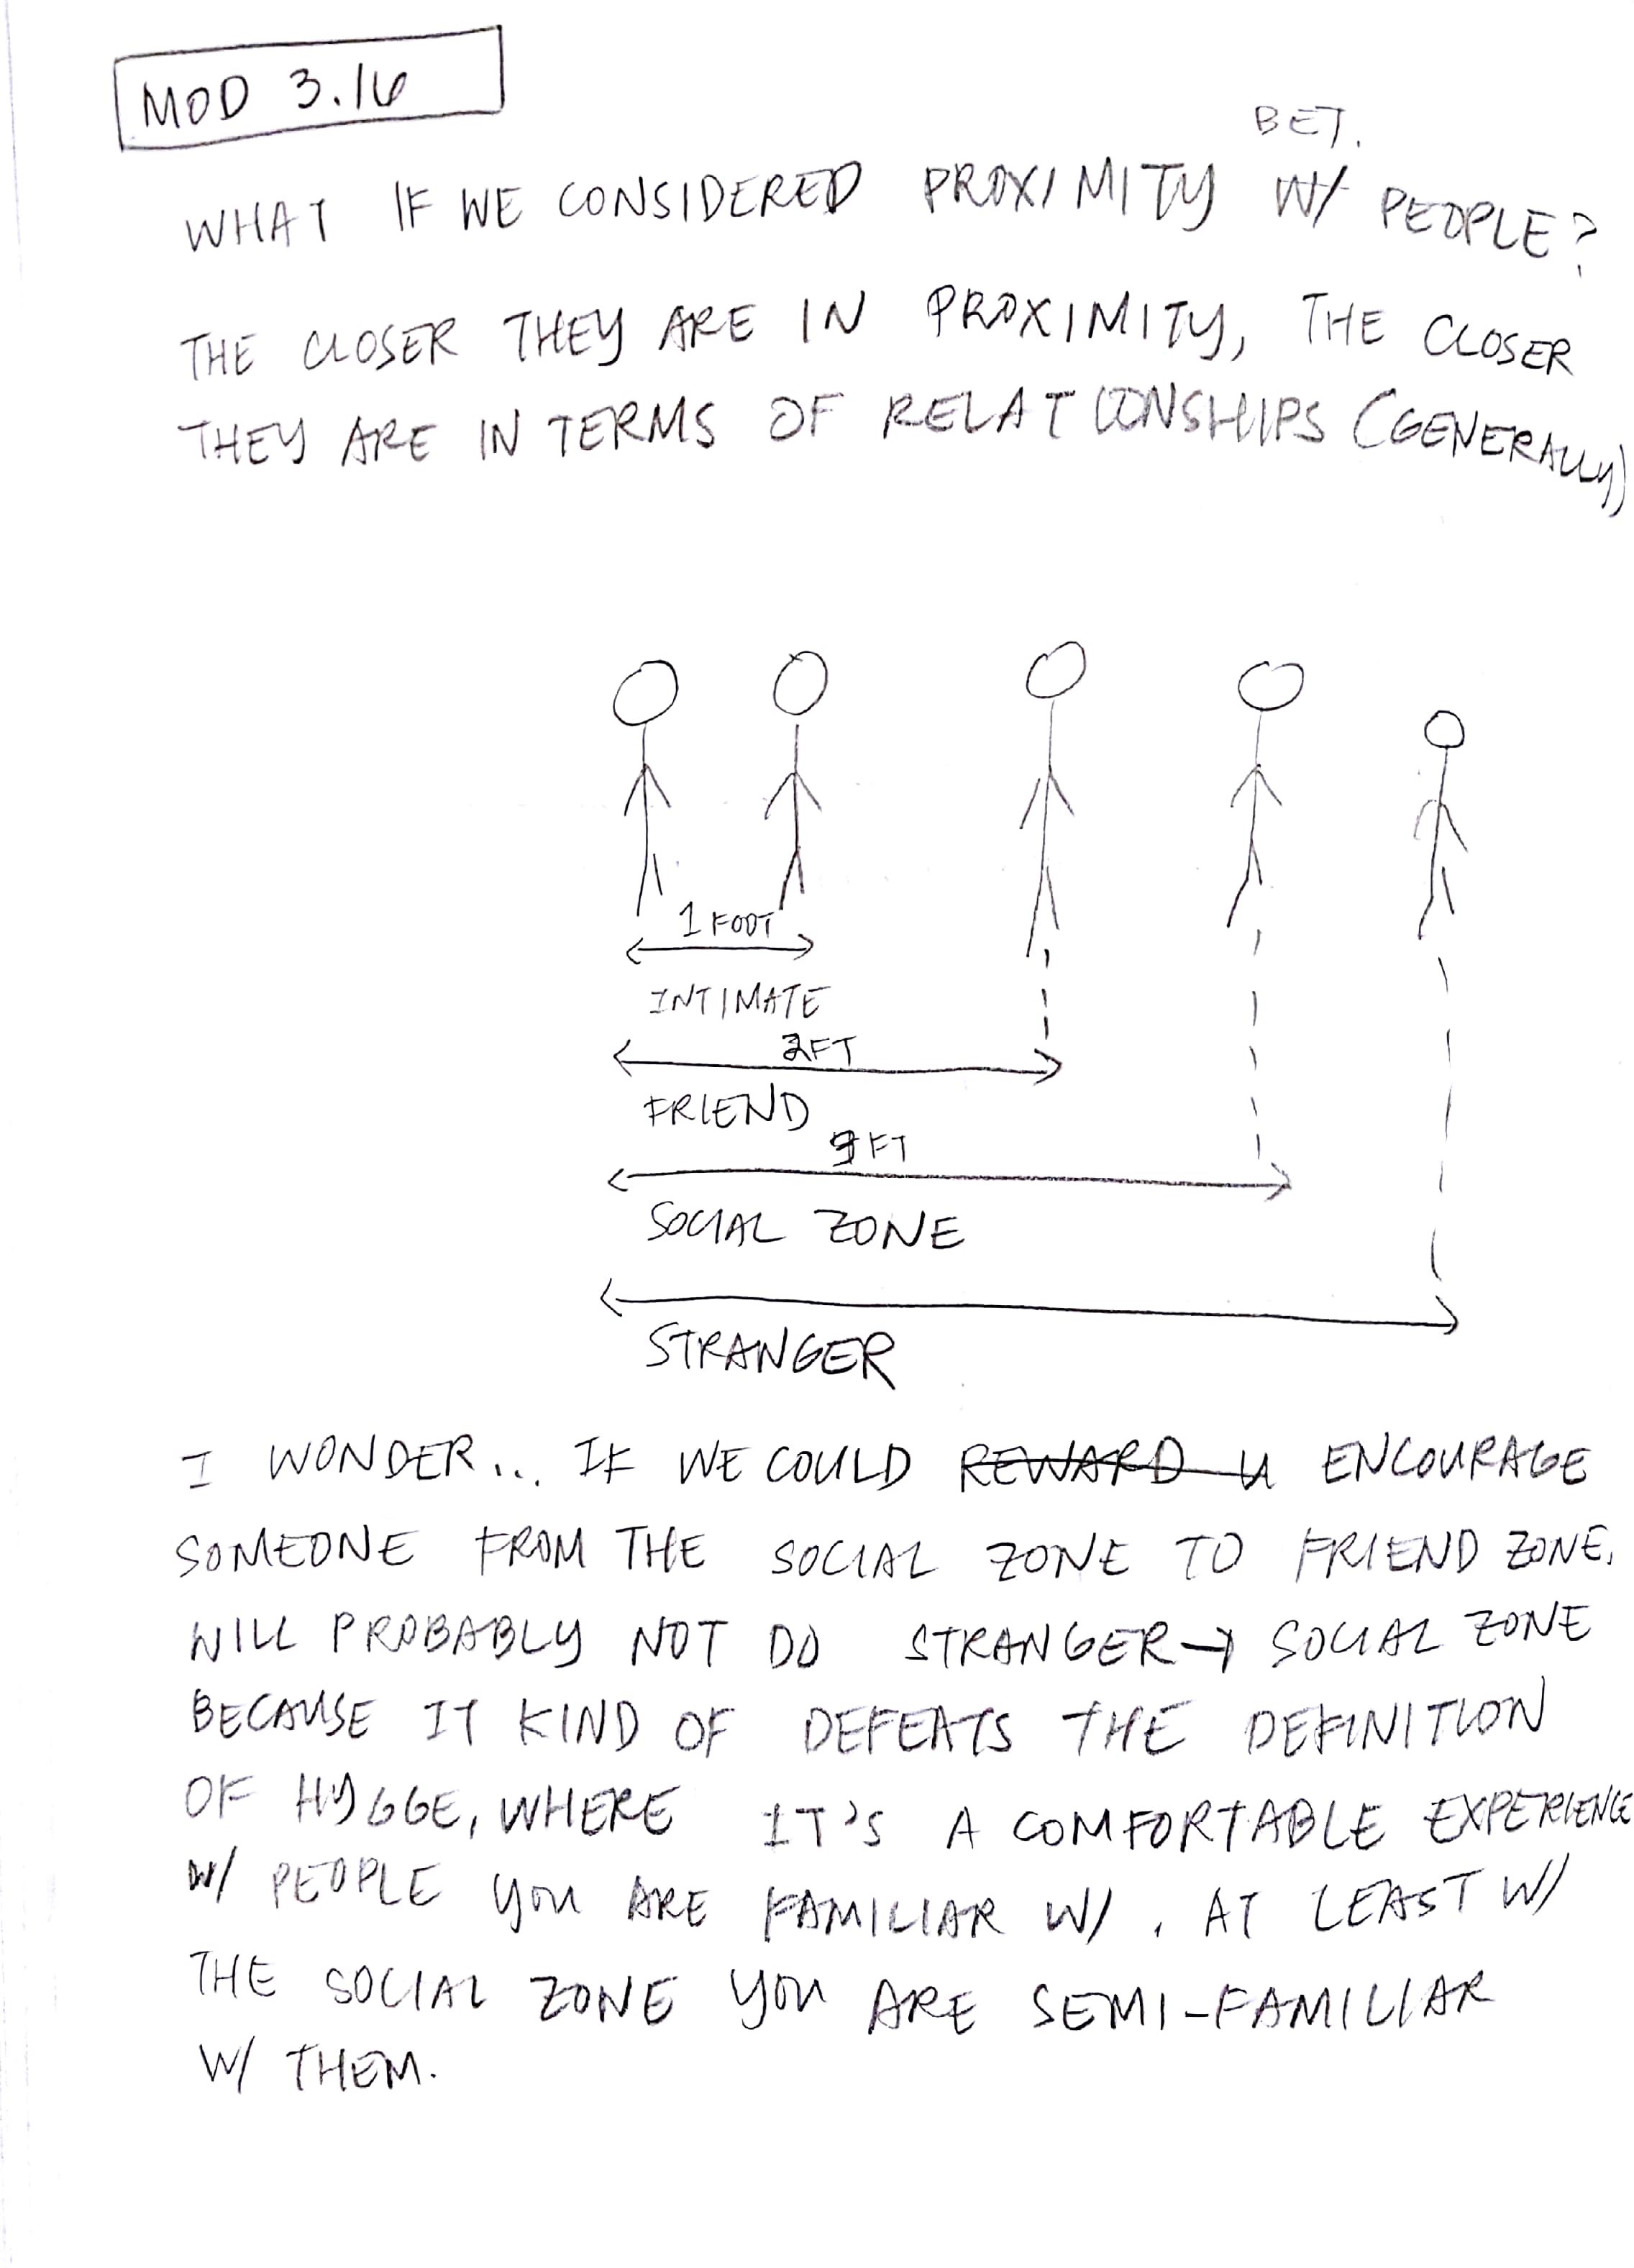 MOD 3.16
BET.
WHAT IF WE CONSIDERED PROXIMITY W/ PEOPLE?
THE CLOSER THEY ARE IN PROXIMITY, THE CLOSER
THEY ARE IN TERMS OF RELATIONSHIPS (GENERALLY)
1 FOOT
INTIMATE
FT
FRIEND
9 FT
SOCIAL ZONE
STRANGER
I WONDER... IF WE COULD REWARD U ENCOURAGE
SOMEONE FROM THE SOCIAL ZONE TO FRIEND ZONE.
WILL PROBABLY NOT DO STRANGER → SOCIAL ZONE
BECAUSE IT KIND OF DEFEATS THE DEFINITION
OF HYGGE, WHERE IT'S A COMFORTABLE EXPERIENCE
W/ PEOPLE YOU ARE FAMILIAR W/ . AT LEAST W/
THE SOCIAL ZONE YOU ARE SEMI-FAMILIAR
W/ THEM.